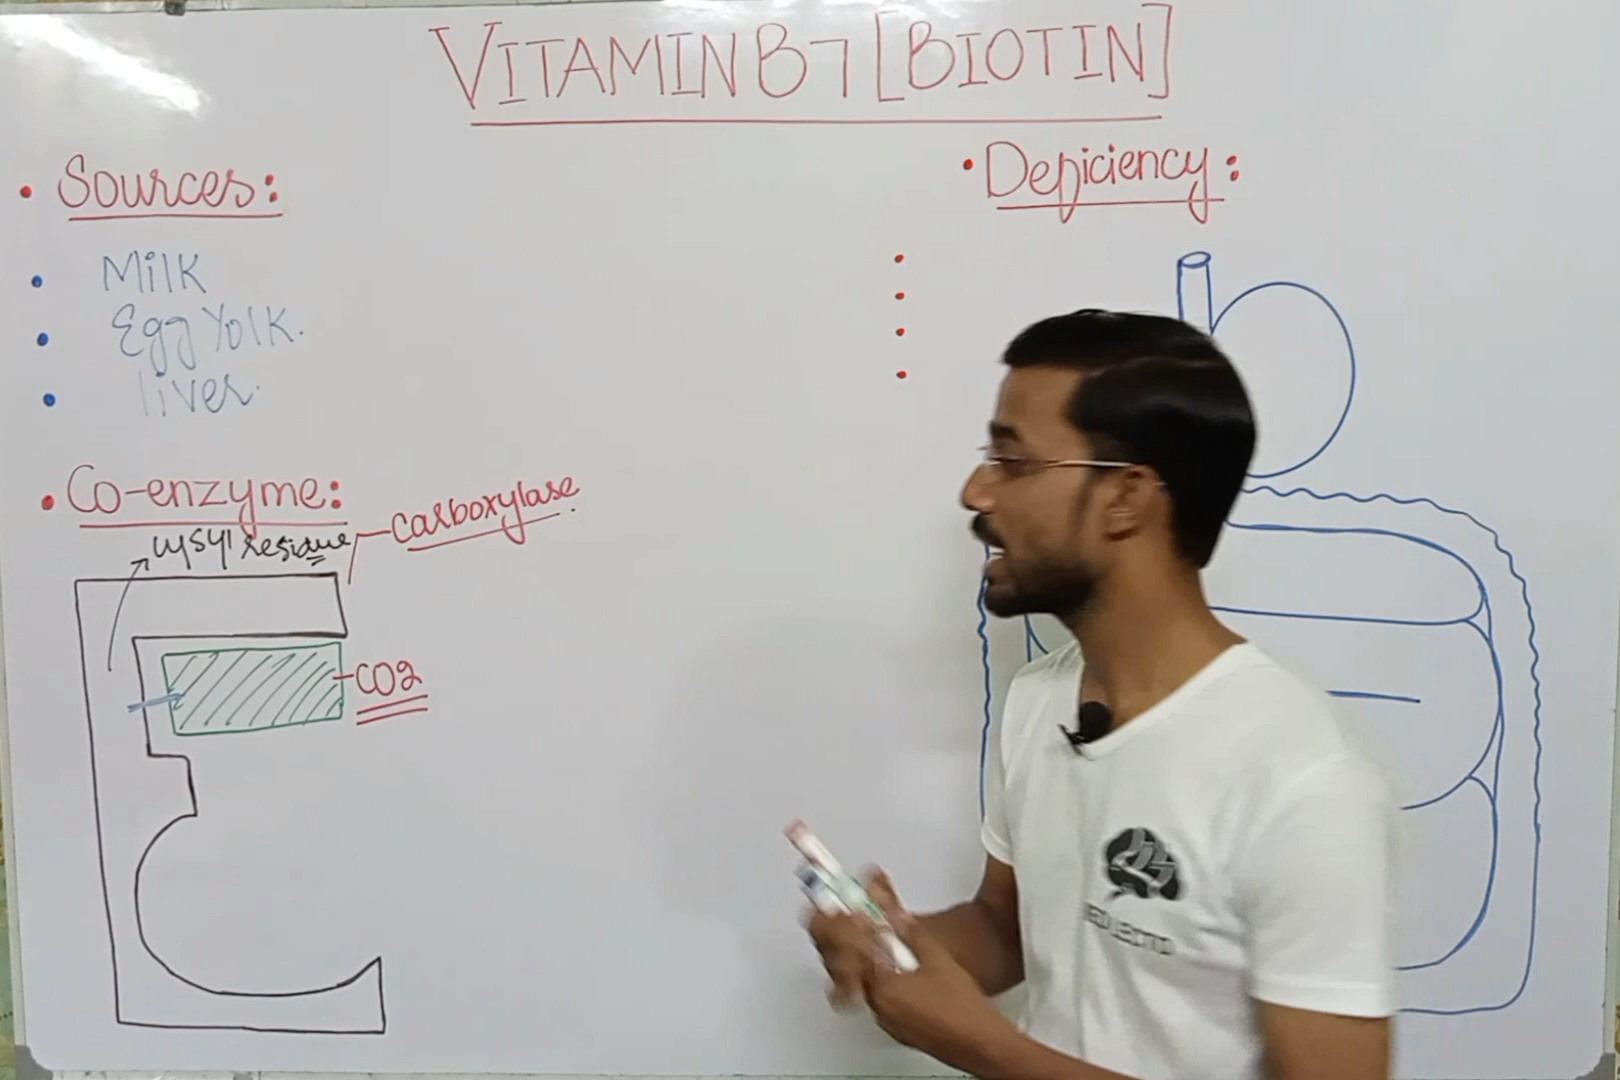 VITAMIN B7 [BIOTIN]
• Sources:
• Milk
• Egg Yolk.
• liver.
• Co-enzyme:
lysyl residue
carboxylase
CO2
• Deficiency: